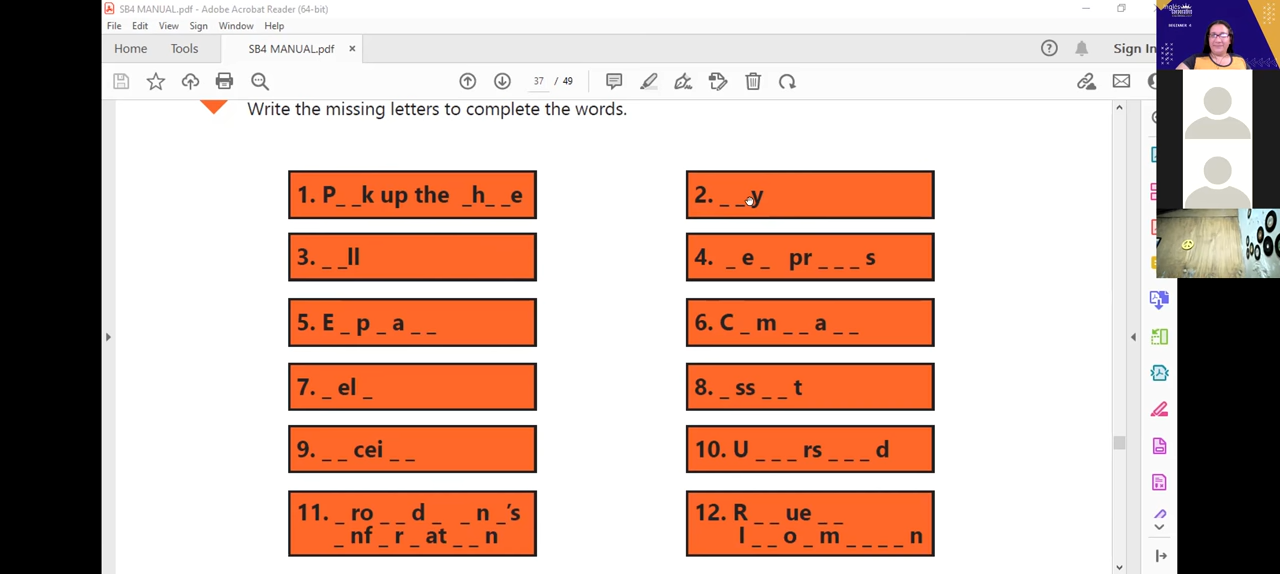 SB4 MANUAL.pdf - Adobe Acrobat Reader (64-bit)
File Edit View Sign Window Help
Home Tools SB4 MANUAL.pdf × Sign In
37 / 49
Write the missing letters to complete the words.
1. P_ _k up the _h_ _e
2. _ _y
3. _ _ll
4. _ e _ pr _ _ _ s
5. E _ p _ a _ _
6. C _ m _ _ a _ _
7. _ el _
8. _ ss _ _ t
9. _ _ cei _ _
10. U _ _ _ rs _ _ _ d
11. _ ro _ _ d _ _ n _'s
_ nf _ r _ at _ _ n
12. R _ _ ue _ _
I _ _ o _ m _ _ _ _ n